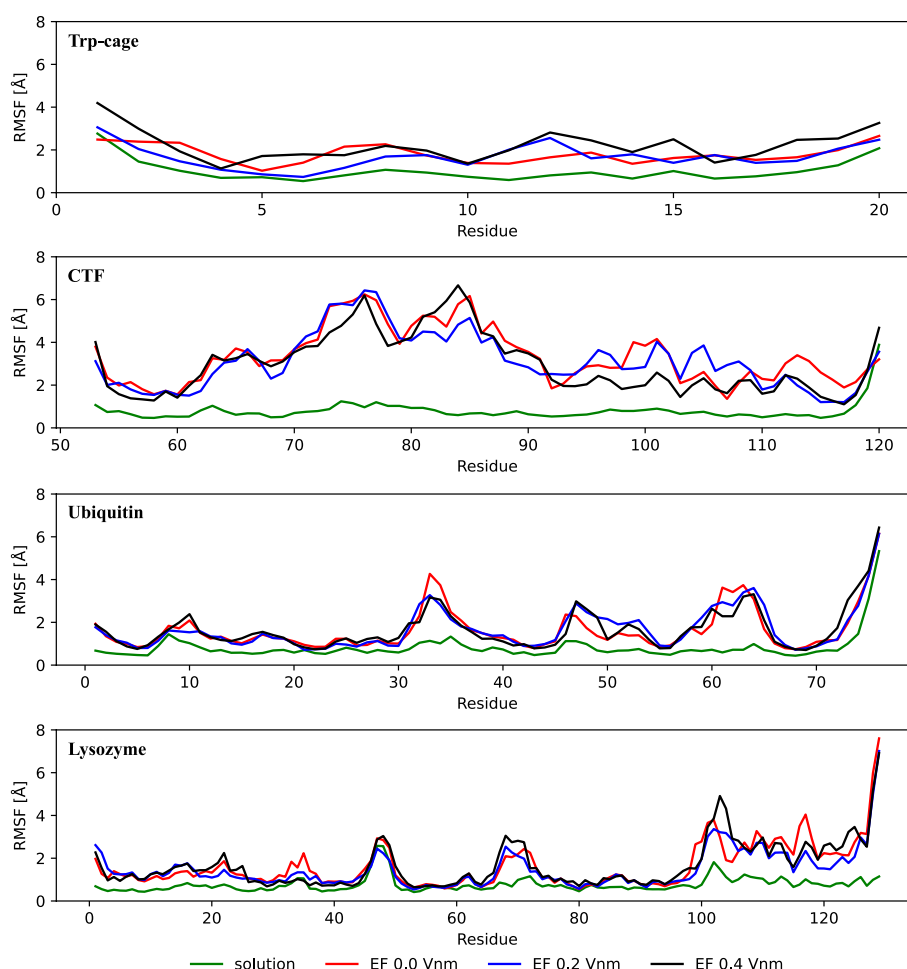 8
6
4
2
0
RMSF [Å]
Trp-cage
0 5 10 15 20
Residue
8
6
4
2
0
RMSF [Å]
CTF
50 60 70 80 90 100 110 120
Residue
8
6
4
2
0
RMSF [Å]
Ubiquitin
0 10 20 30 40 50 60 70
Residue
8
6
4
2
0
RMSF [Å]
Lysozyme
0 20 40 60 80 100 120
Residue
solution EF 0.0 Vnm EF 0.2 Vnm EF 0.4 Vnm